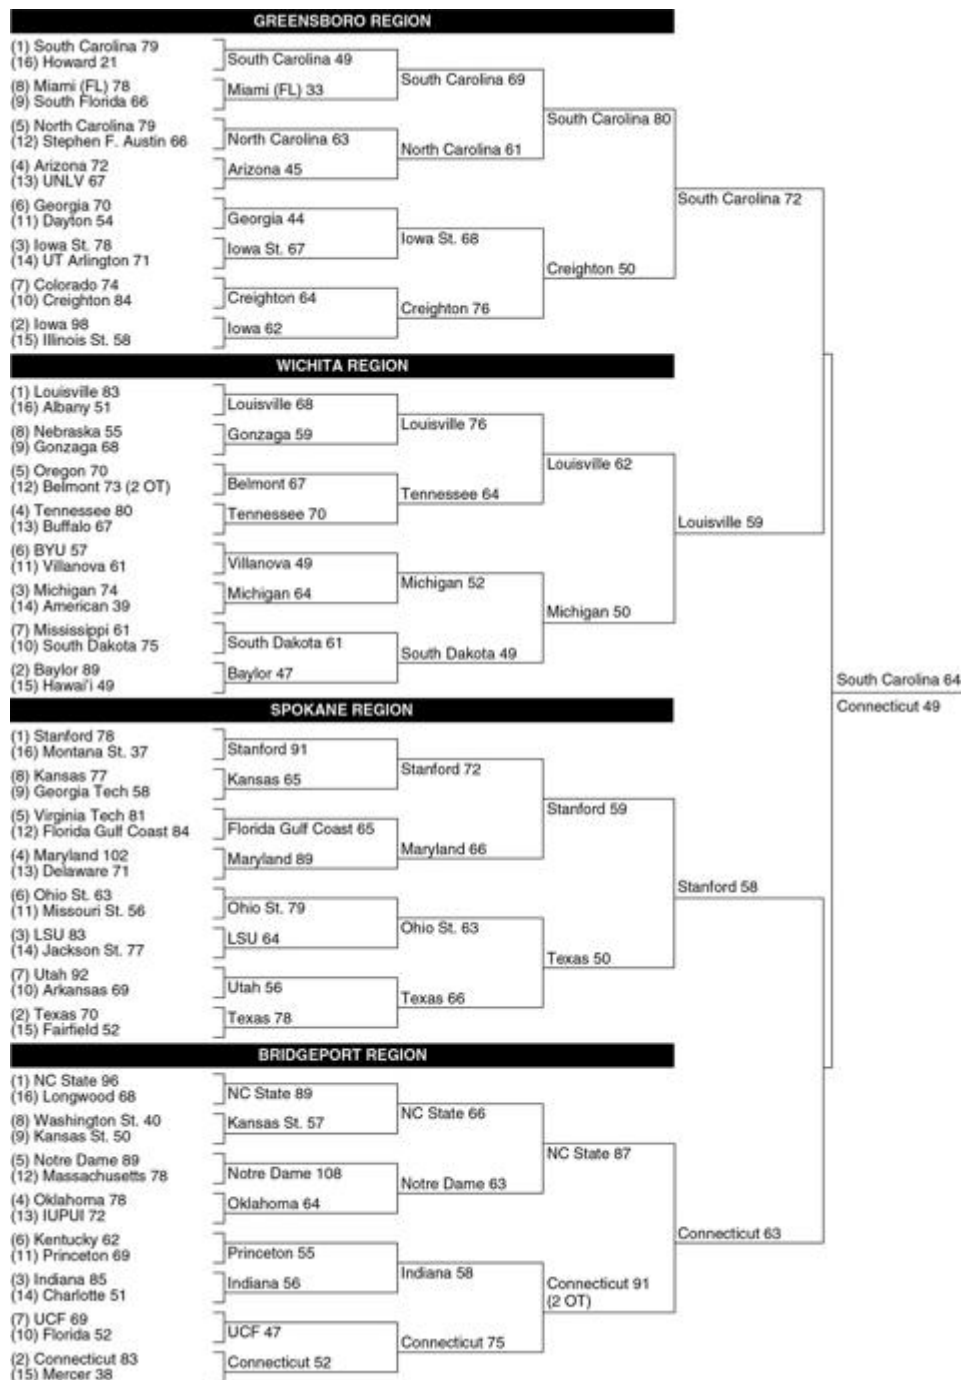 GREENSBORO REGION
(1) South Carolina 79
(16) Howard 21
(8) Miami (FL) 78
(9) South Florida 66
(5) North Carolina 79
(12) Stephen F. Austin 66
(4) Arizona 72
(13) UNLV 67
(6) Georgia 70
(11) Dayton 54
(3) Iowa St. 78
(14) UT Arlington 71
(7) Colorado 74
(10) Creighton 84
(2) Iowa 98
(15) Illinois St. 58
South Carolina 49
Miami (FL) 33
North Carolina 63
Arizona 45
Georgia 44
Iowa St. 67
Creighton 64
Iowa 62
South Carolina 69
North Carolina 61
Iowa St. 68
Creighton 76
South Carolina 80
Creighton 50
South Carolina 72
WICHITA REGION
(1) Louisville 83
(16) Albany 51
(8) Nebraska 55
(9) Gonzaga 68
(5) Oregon 70
(12) Belmont 73 (2 OT)
(4) Tennessee 80
(13) Buffalo 67
(6) BYU 57
(11) Villanova 61
(3) Michigan 74
(14) American 39
(7) Mississippi 61
(10) South Dakota 75
(2) Baylor 89
(15) Hawai'i 49
Louisville 68
Gonzaga 59
Belmont 67
Tennessee 70
Villanova 49
Michigan 64
South Dakota 61
Baylor 47
Louisville 76
Tennessee 64
Michigan 52
South Dakota 49
Louisville 62
Michigan 50
Louisville 59
SPOKANE REGION
(1) Stanford 78
(16) Montana St. 37
(8) Kansas 77
(9) Georgia Tech 58
(5) Virginia Tech 81
(12) Florida Gulf Coast 84
(4) Maryland 102
(13) Delaware 71
(6) Ohio St. 63
(11) Missouri St. 56
(3) LSU 83
(14) Jackson St. 77
(7) Utah 92
(10) Arkansas 69
(2) Texas 70
(15) Fairfield 52
Stanford 91
Kansas 65
Florida Gulf Coast 65
Maryland 89
Ohio St. 79
LSU 64
Utah 56
Texas 78
Stanford 72
Maryland 66
Ohio St. 63
Texas 66
Stanford 59
Texas 50
Stanford 58
BRIDGEPORT REGION
(1) NC State 96
(16) Longwood 68
(8) Washington St. 40
(9) Kansas St. 50
(5) Notre Dame 89
(12) Massachusetts 78
(4) Oklahoma 78
(13) IUPUI 72
(6) Kentucky 62
(11) Princeton 69
(3) Indiana 85
(14) Charlotte 51
(7) UCF 69
(10) Florida 52
(2) Connecticut 83
(15) Mercer 38
NC State 89
Kansas St. 57
Notre Dame 108
Oklahoma 64
Princeton 55
Indiana 56
UCF 47
Connecticut 52
NC State 66
Notre Dame 63
Indiana 58
Connecticut 75
NC State 87
Connecticut 91
(2 OT)
Connecticut 63
South Carolina 64
Connecticut 49